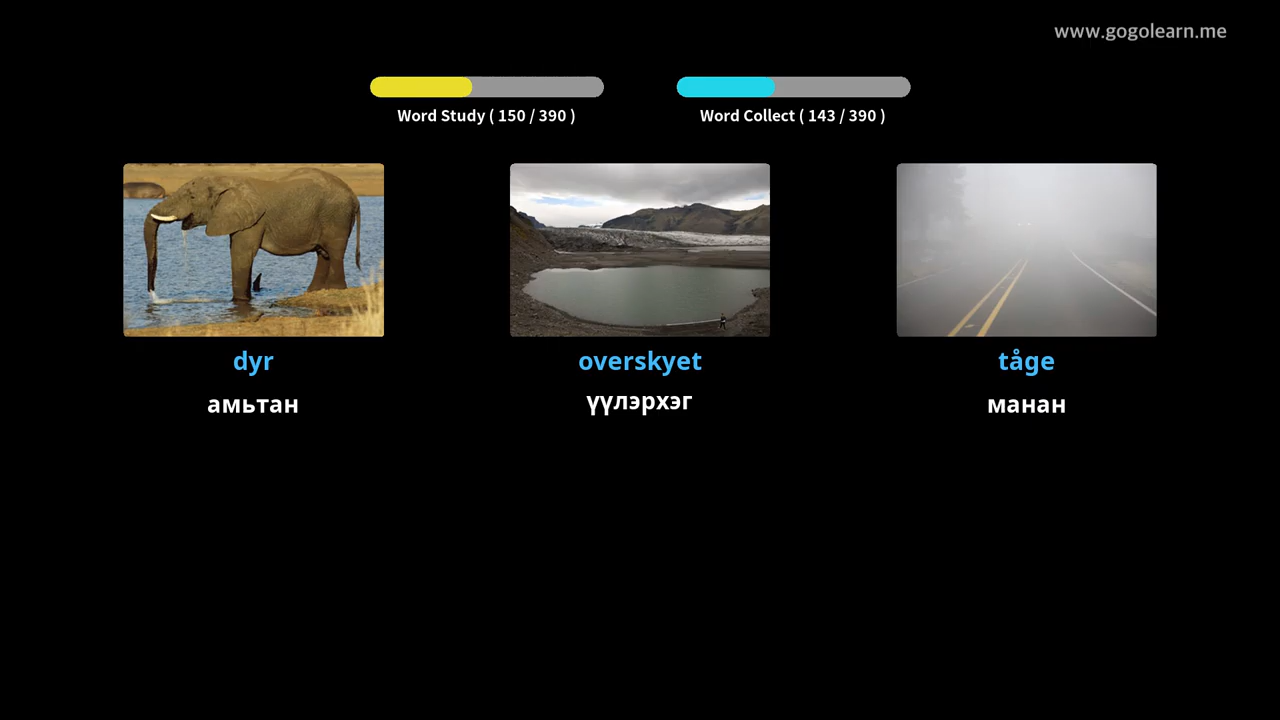 www.gogolearn.me
Word Study ( 150 / 390 )
Word Collect ( 143 / 390 )
dyr
overskyet
tåge
амьтан
үүлэрхэг
манан